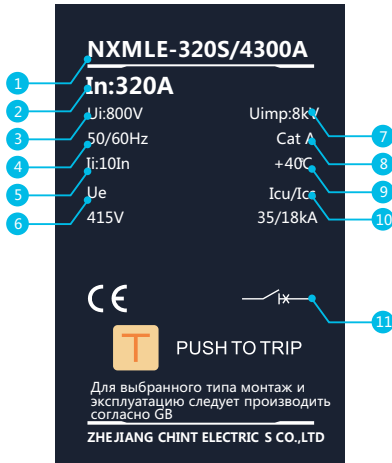 NXMLE-320S/4300A
1
In:320A
2
Ui:800V
Uimp:8kV
3
7
50/60Hz
Cat A
4
8
Ii:10In
+40℃
5
9
Ue
Icu/Ics
10
415V
35/18kA
6
CE
11
T
PUSH TO TRIP
Для выбранного типа монтаж и
эксплуатацию следует производить
согласно GB
ZHEJIANG CHINT ELECTRIC S CO.,LTD